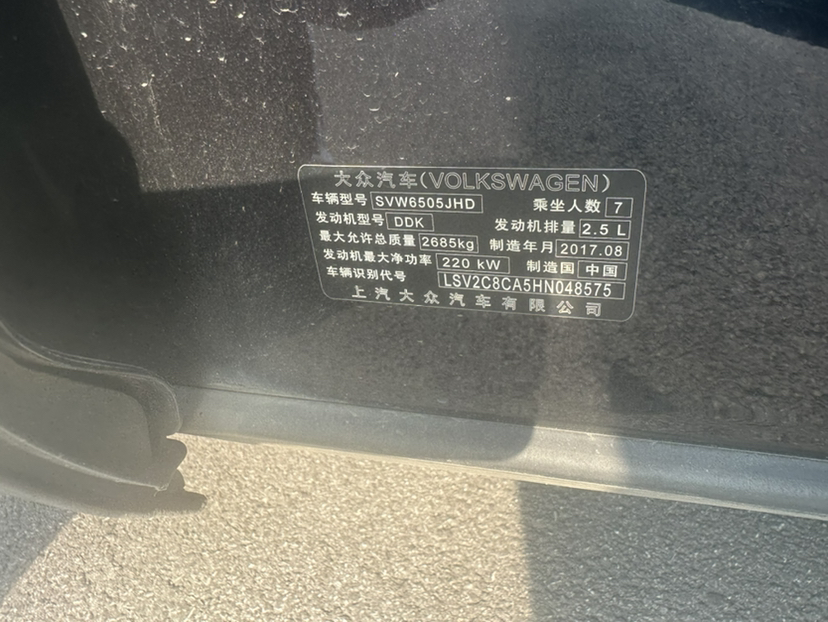 大众汽车(VOLKSWAGEN)
车辆型号 SVW6505JHD 乘坐人数 7
发动机型号 DDK 发动机排量 2.5 L
最大允许总质量 2685kg 制造年月 2017.08
发动机最大净功率 220 kW 制造国 中国
车辆识别代号 LSV2C8CA5HN048575
上汽大众汽车有限公司